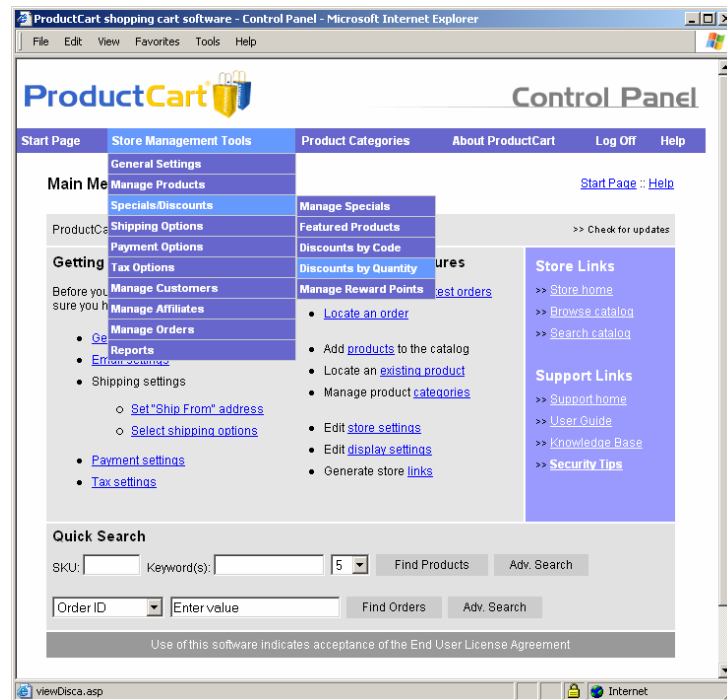 ProductCart shopping cart software - Control Panel - Microsoft Internet Explorer
File Edit View Favorites Tools Help
ProductCart Control Panel
Start Page Store Management Tools Product Categories About ProductCart Log Off Help
General Settings
Main Me Manage Products Start Page :: Help
Specials/Discounts Manage Specials
ProductCa Shipping Options Featured Products >> Check for updates
Payment Options Discounts by Code
Getting Tax Options Discounts by Quantity ures Store Links
Before you Manage Customers Manage Reward Points est orders >> Store home
sure you h Manage Affiliates Locate an order >> Browse catalog
Manage Orders >> Search catalog
Ge Reports Add products to the catalog
Email settings Locate an existing product Support Links
Shipping settings Manage product categories >> Support home
Set "Ship From" address Edit store settings >> User Guide
Select shipping options Edit display settings >> Knowledge Base
Payment settings Generate store links >> Security Tips
Tax settings
Quick Search
SKU: Keyword(s): 5 Find Products Adv. Search
Order ID Enter value Find Orders Adv. Search
Use of this software indicates acceptance of the End User License Agreement
viewDisca.asp Internet